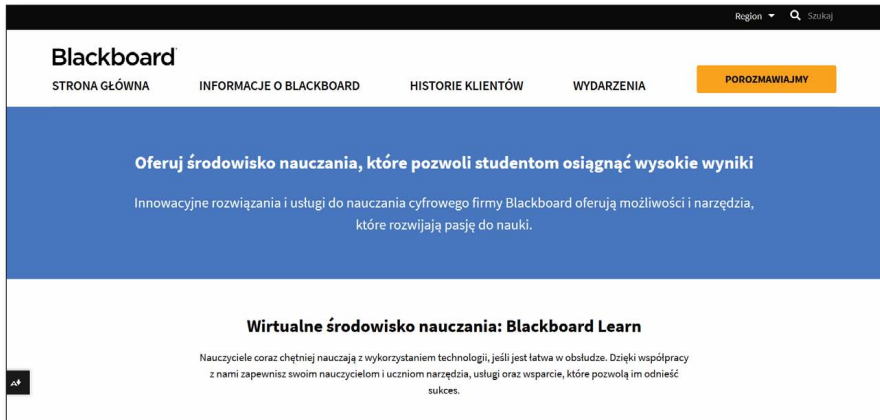 Region
Szukaj
Blackboard
STRONA GŁÓWNA INFORMACJE O BLACKBOARD HISTORIE KLIENTÓW WYDARZENIA POROZMAWIAJMY
Oferuj środowisko nauczania, które pozwoli studentom osiągnąć wysokie wyniki
Innowacyjne rozwiązania i usługi do nauczania cyfrowego firmy Blackboard oferują możliwości i narzędzia,
które rozwijają pasję do nauki.
Wirtualne środowisko nauczania: Blackboard Learn
Nauczyciele coraz chętniej nauczają z wykorzystaniem technologii, jeśli jest łatwa w obsłudze. Dzięki współpracy
z nami zapewnisz swoim nauczycielom i uczniom narzędzia, usługi oraz wsparcie, które pozwolą im odnieść
sukces.